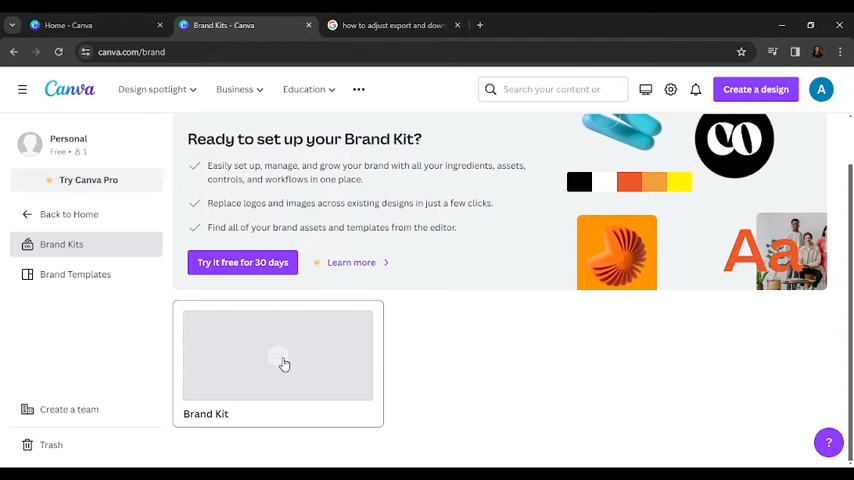 Home - Canva
Brand Kits - Canva
how to adjust export and dow
canva.com/brand
Canva
Design spotlight
Business
Education
Search your content or
Create a design
A
Personal
Free • 1
Try Canva Pro
Back to Home
Brand Kits
Brand Templates
Create a team
Trash
Ready to set up your Brand Kit?
Easily set up, manage, and grow your brand with all your ingredients, assets,
controls, and workflows in one place.
Replace logos and images across existing designs in just a few clicks.
Find all of your brand assets and templates from the editor.
Try it free for 30 days
Learn more
CO
Aa
Brand Kit
?